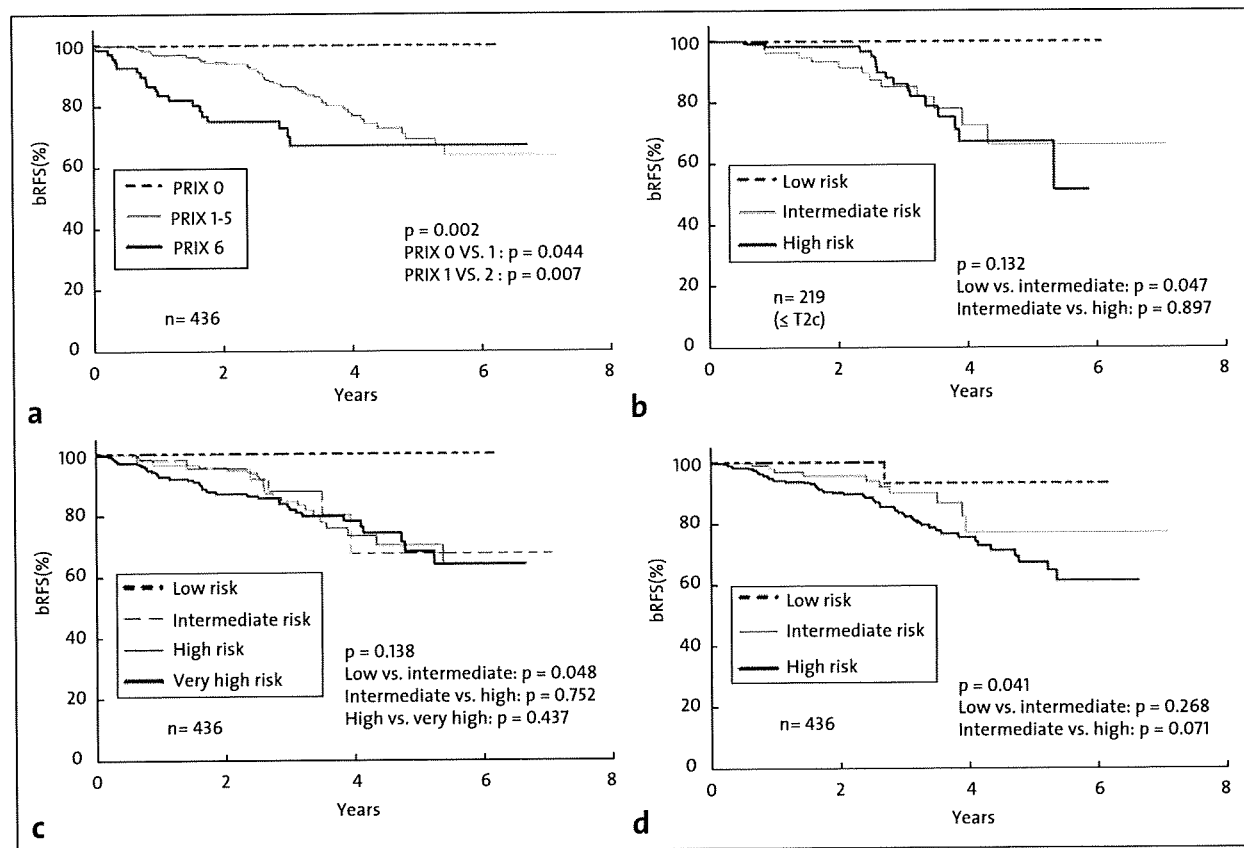 100
80
60
40
20
0
bRFS(%)
PRIX 0
PRIX 1-5
PRIX 6
p = 0.002
PRIX 0 VS. 1 : p = 0.044
PRIX 1 VS. 2 : p = 0.007
n= 436
0 2 4 6 8
Years
a
100
80
60
40
20
0
bRFS(%)
Low risk
Intermediate risk
High risk
p = 0.132
Low vs. intermediate: p = 0.047
Intermediate vs. high: p = 0.897
n= 219
(≤ T2c)
0 2 4 6 8
Years
b
100
80
60
40
20
0
bRFS(%)
Low risk
Intermediate risk
High risk
Very high risk
p = 0.138
Low vs. intermediate: p = 0.048
Intermediate vs. high: p = 0.752
High vs. very high: p = 0.437
n= 436
0 2 4 6 8
Years
c
100
80
60
40
20
0
bRFS(%)
Low risk
Intermediate risk
High risk
p = 0.041
Low vs. intermediate: p = 0.268
Intermediate vs. high: p = 0.071
n= 436
0 2 4 6 8
Years
d